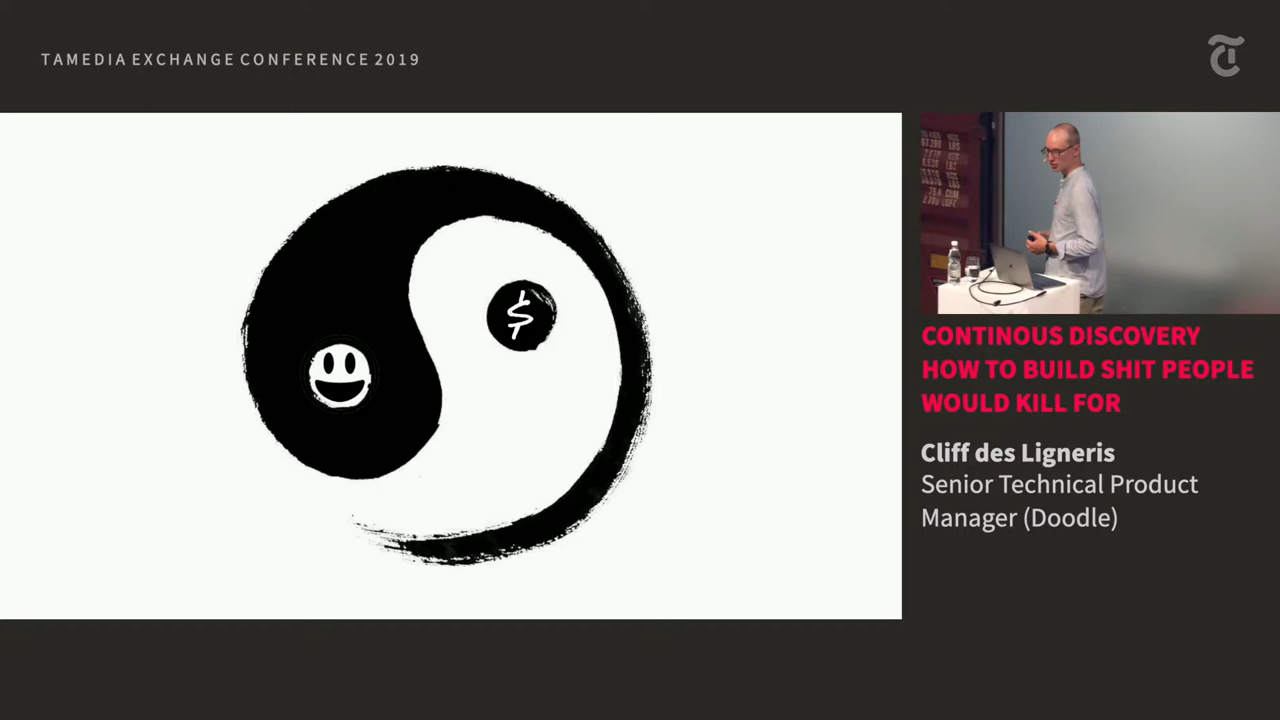 TAMEDIA EXCHANGE CONFERENCE 2019
$
CONTINOUS DISCOVERY
HOW TO BUILD SHIT PEOPLE
WOULD KILL FOR
Cliff des Ligneris
Senior Technical Product
Manager (Doodle)